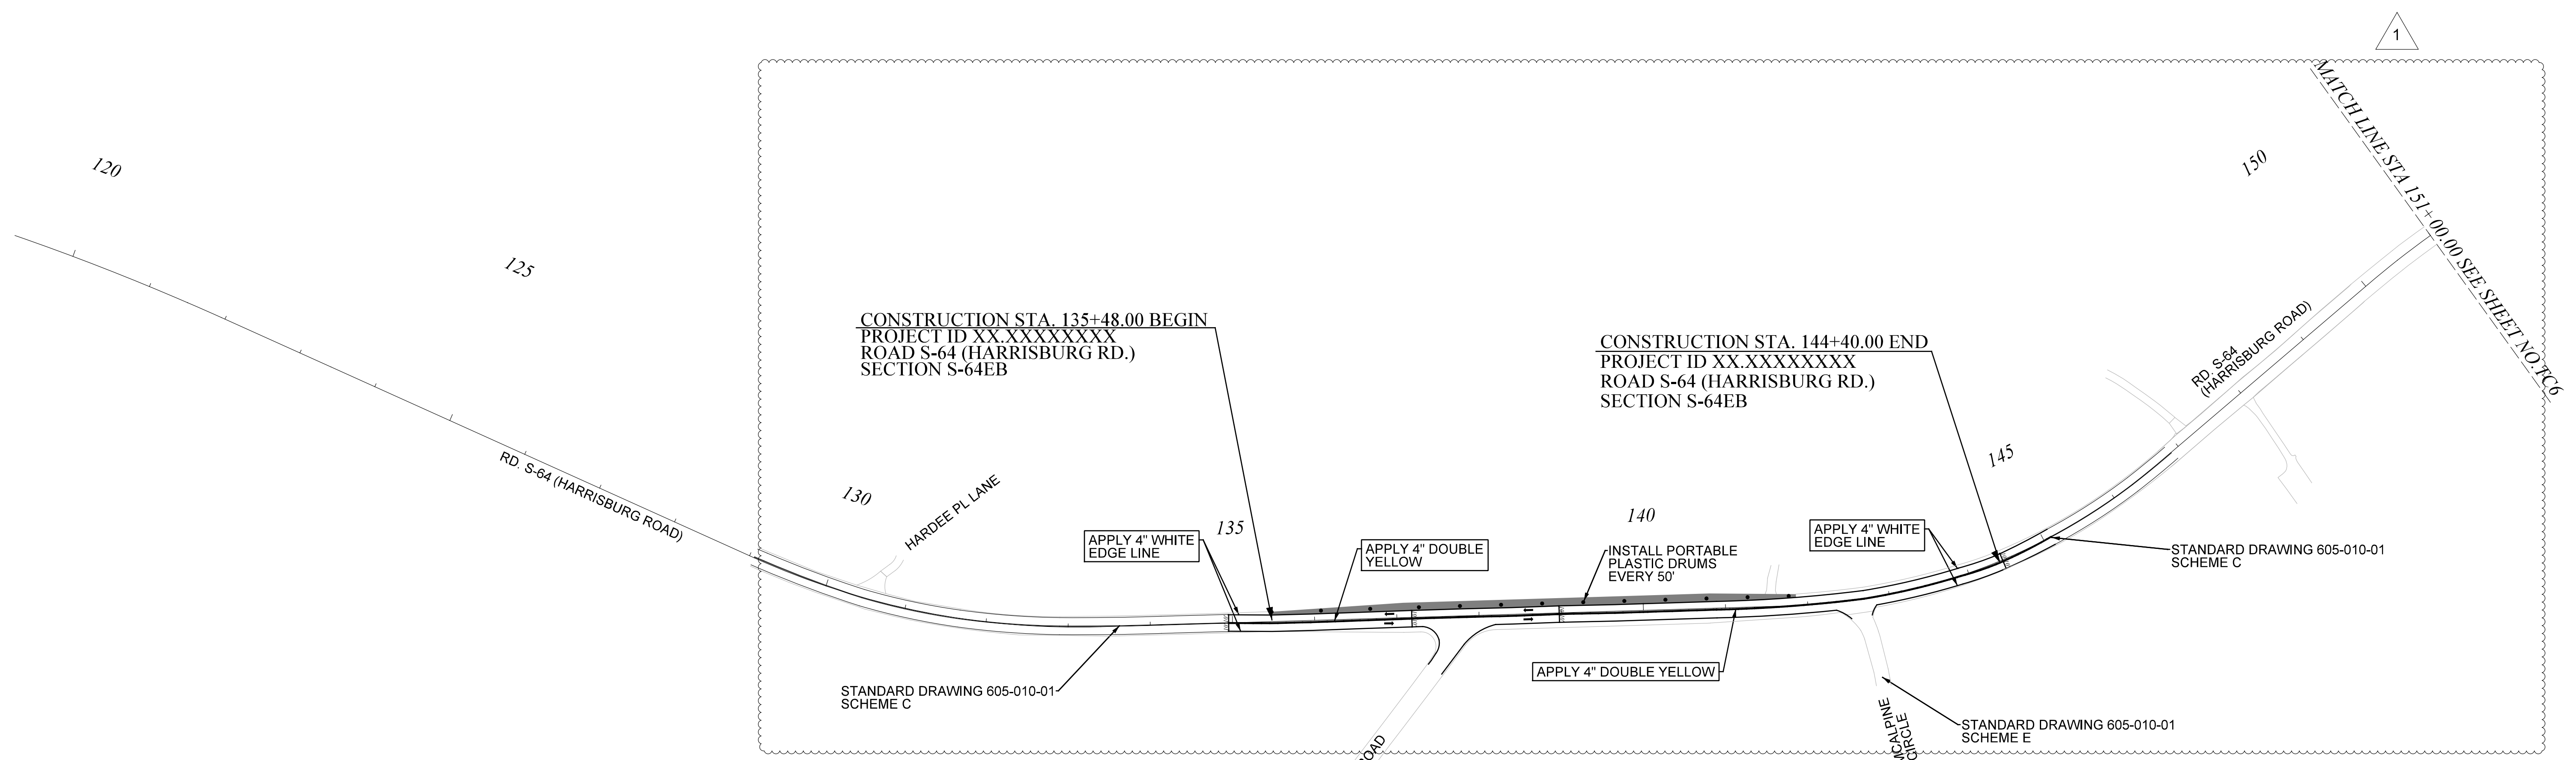 1
MATCH LINE STA 151+00.00 SEE SHEET NO.TC6
120
125
130
135
140
145
150
CONSTRUCTION STA. 135+48.00 BEGIN
PROJECT ID XX.XXXXXXXX
ROAD S-64 (HARRISBURG RD.)
SECTION S-64EB
CONSTRUCTION STA. 144+40.00 END
PROJECT ID XX.XXXXXXXX
ROAD S-64 (HARRISBURG RD.)
SECTION S-64EB
RD. S-64
(HARRISBURG ROAD)
RD. S-64 (HARRISBURG ROAD)
HARDEE PL LANE
APPLY 4" WHITE
EDGE LINE
APPLY 4" DOUBLE
YELLOW
INSTALL PORTABLE
PLASTIC DRUMS
EVERY 50'
APPLY 4" WHITE
EDGE LINE
STANDARD DRAWING 605-010-01
SCHEME C
APPLY 4" DOUBLE YELLOW
STANDARD DRAWING 605-010-01
SCHEME C
STANDARD DRAWING 605-010-01
SCHEME E
MCALPINE
CIRCLE